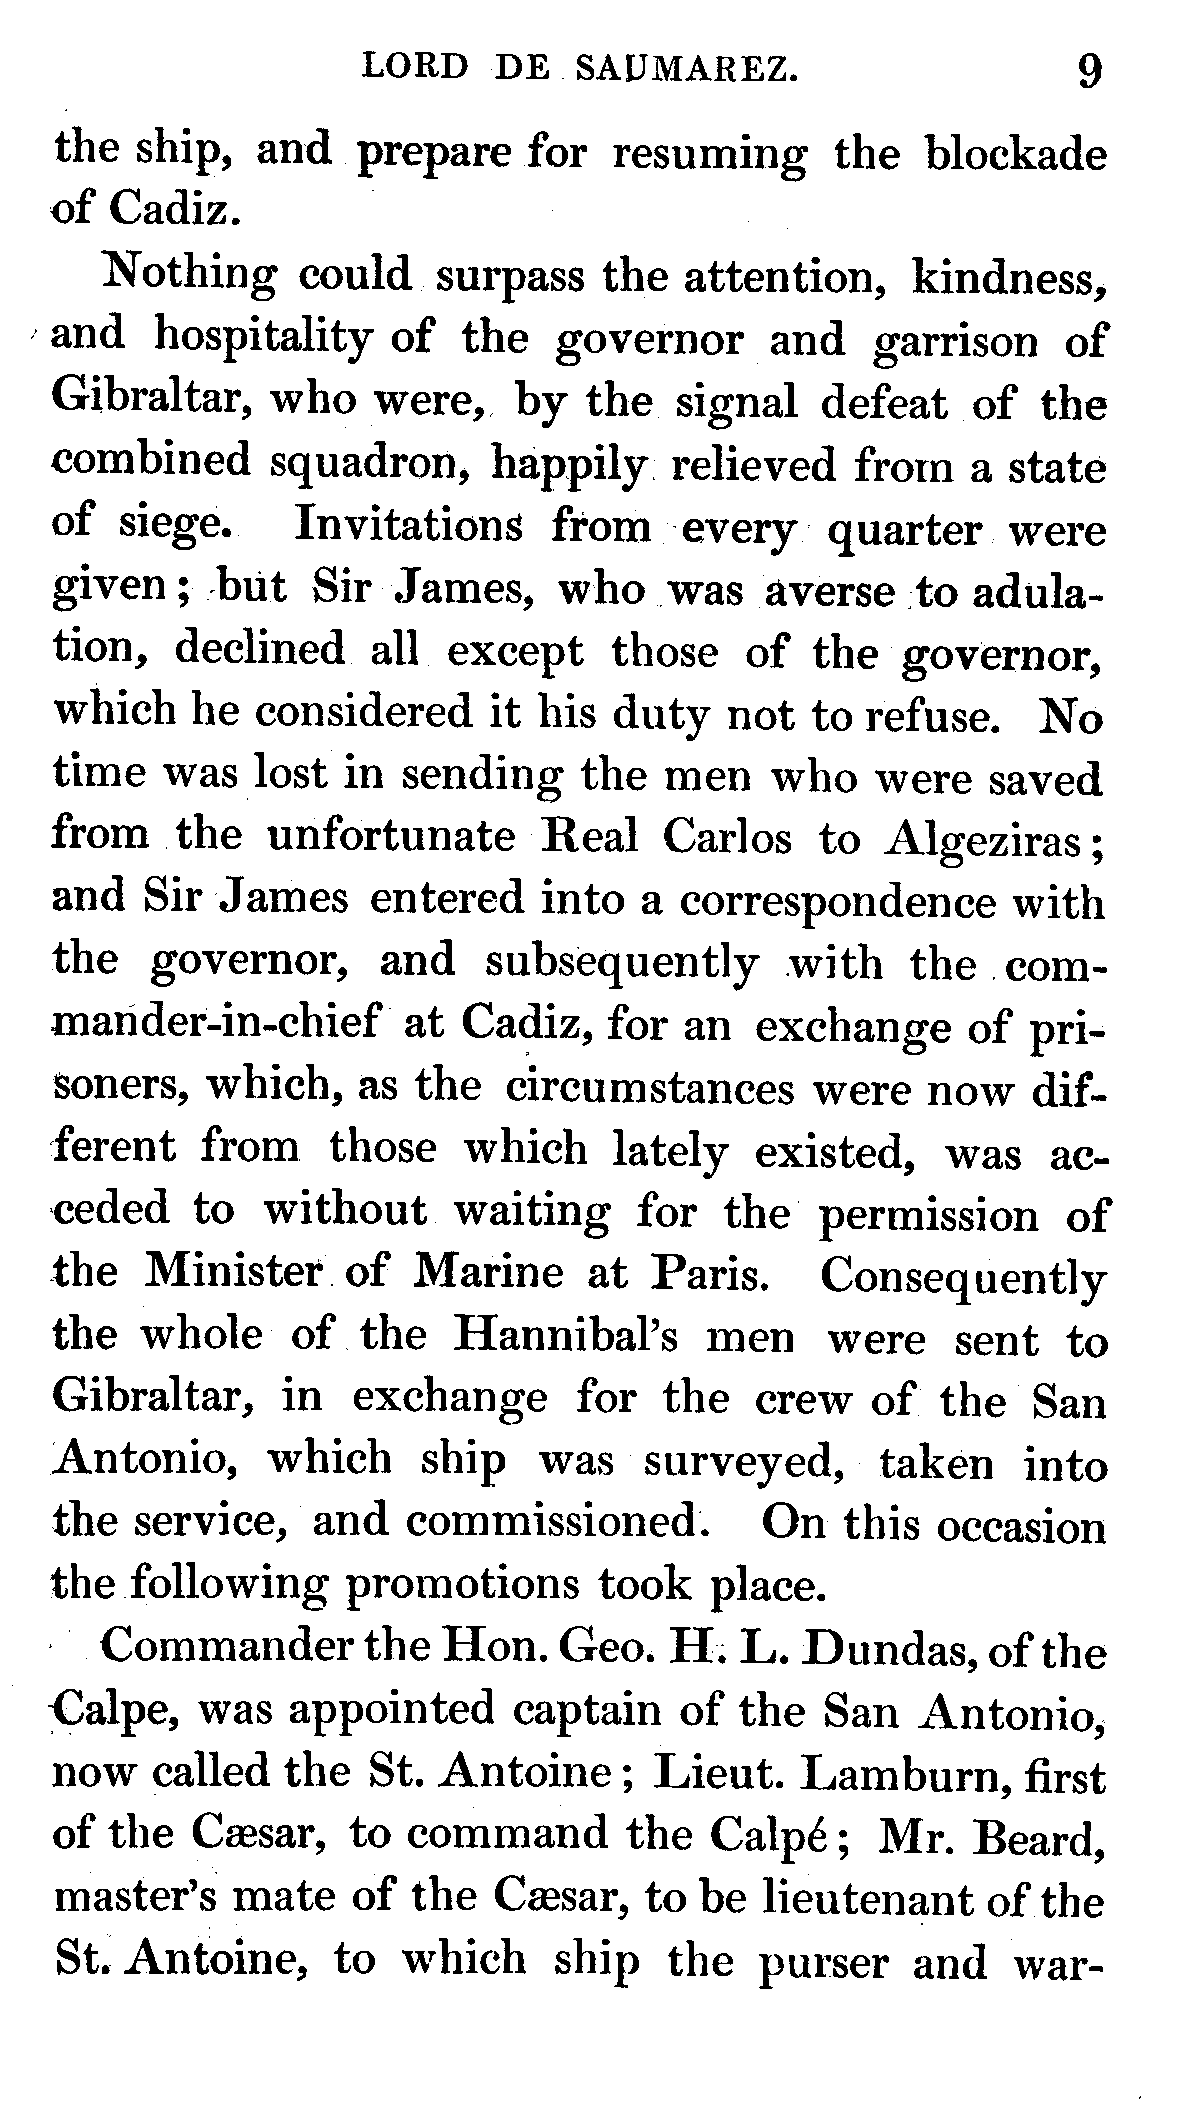 LORD DE SAUMAREZ. 9
the ship, and prepare for resuming the blockade
of Cadiz.
Nothing could surpass the attention, kindness,
and hospitality of the governor and garrison of
Gibraltar, who were, by the signal defeat of the
combined squadron, happily relieved from a state
of siege. Invitations from every quarter were
given; but Sir James, who was averse to adula-
tion, declined all except those of the governor,
which he considered it his duty not to refuse. No
time was lost in sending the men who were saved
from the unfortunate Real Carlos to Algeziras;
and Sir James entered into a correspondence with
the governor, and subsequently with the com-
mander-in-chief at Cadiz, for an exchange of pri-
soners, which, as the circumstances were now dif-
ferent from those which lately existed, was ac-
ceded to without waiting for the permission of
the Minister of Marine at Paris. Consequently
the whole of the Hannibal's men were sent to
Gibraltar, in exchange for the crew of the San
Antonio, which ship was surveyed, taken into
the service, and commissioned. On this occasion
the following promotions took place.
Commander the Hon. Geo. H. L. Dundas, of the
Calpe, was appointed captain of the San Antonio,
now called the St. Antoine; Lieut. Lamburn, first
of the Cæsar, to command the Calpé; Mr. Beard,
master's mate of the Cæsar, to be lieutenant of the
St. Antoine, to which ship the purser and war-